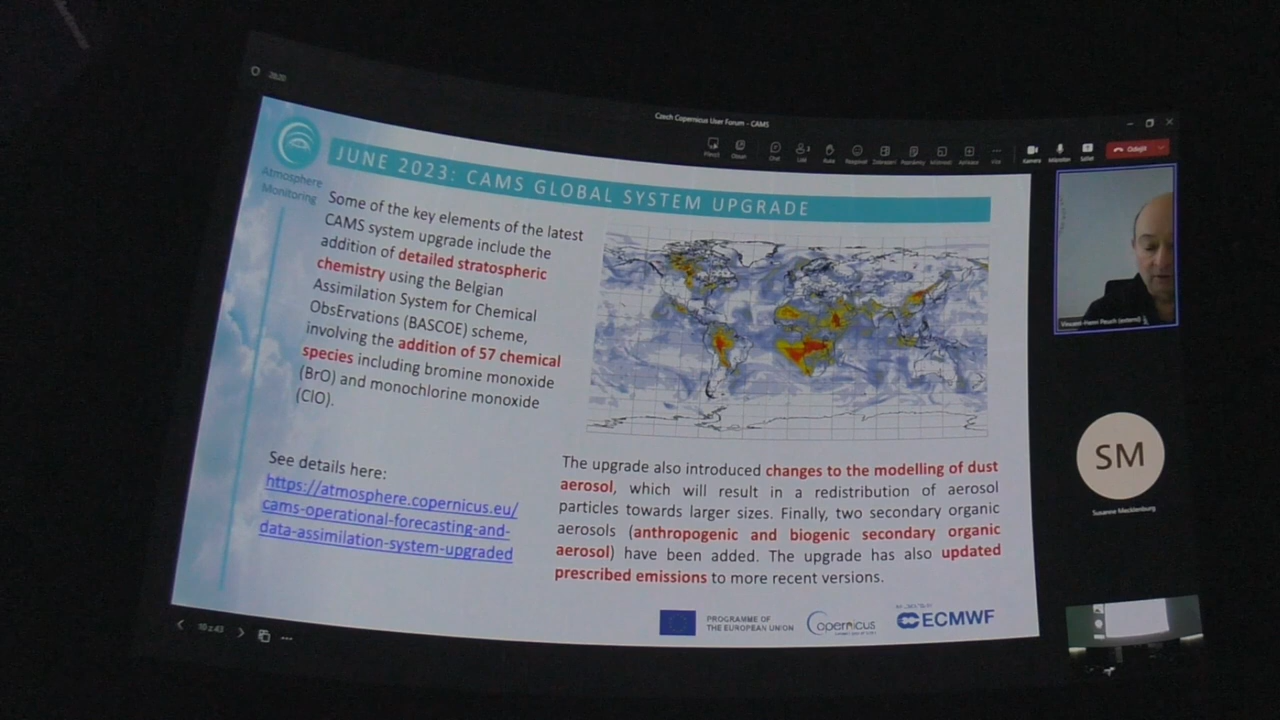 Czech Copernicus User Forum - CAMS
Chat
Odejít
Atmosphere
Monitoring
JUNE 2023: CAMS GLOBAL SYSTEM UPGRADE
Some of the key elements of the latest
CAMS system upgrade include the
addition of detailed stratospheric
chemistry using the Belgian
Assimilation System for Chemical
ObsErvations (BASCOE) scheme,
involving the addition of 57 chemical
species including bromine monoxide
(BrO) and monochlorine monoxide
(ClO).
See details here:
https://atmosphere.copernicus.eu/
cams-operational-forecasting-and-
data-assimilation-system-upgraded
The upgrade also introduced changes to the modelling of dust
aerosol, which will result in a redistribution of aerosol
particles towards larger sizes. Finally, two secondary organic
aerosols (anthropogenic and biogenic secondary organic
aerosol) have been added. The upgrade has also updated
prescribed emissions to more recent versions.
PROGRAMME OF
THE EUROPEAN UNION
opernicus
ECMWF
Vincent-Henri Peuch (externí)
SM
Susanne Mecklenburg